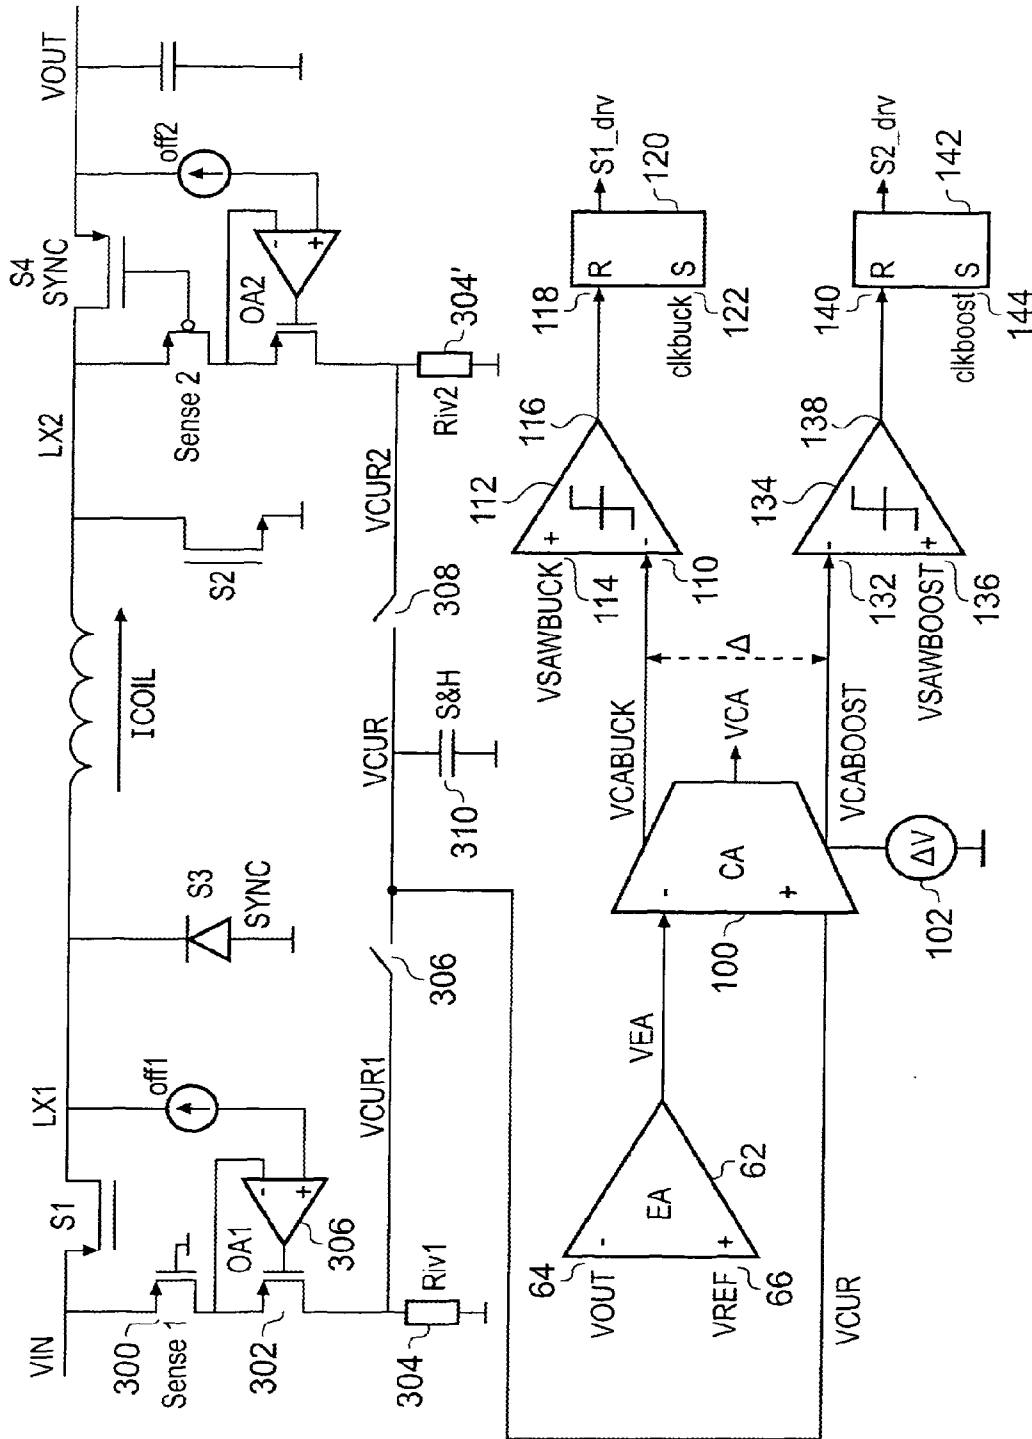 VIN
S1
LX1
ICOIL
LX2
S4
SYNC
VOUT
300
Sense 1
302
OA1
- +
306
off1
S3
SYNC
S2
Sense 2
OA2
- +
off2
304
Riv1
VCUR1
306
VCUR
310
S&H
308
VCUR2
Riv2
304'
64
VOUT
-
EA
VREF
+
66
62
VEA
VCUR
-
CA
+
100
ΔV
102
VCABUCK
VCA
VCABOOST
Δ
VSAWBUCK
114
+
-
110
112
116
118
R
S
clkbuck
122
S1_drv
120
-
132
VSAWBOOST
+
136
134
138
140
R
S
clkboost
144
S2_drv
142